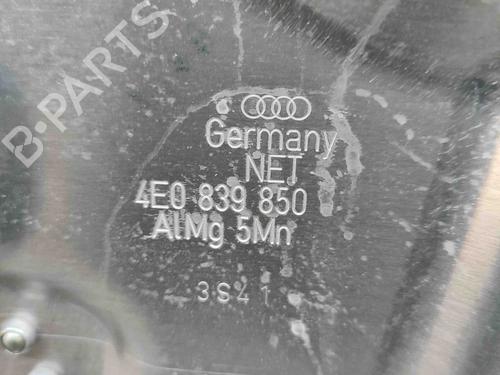 B-PARTS
Germany
NET
4E0 839 850
AlMg 5Mn
3S41